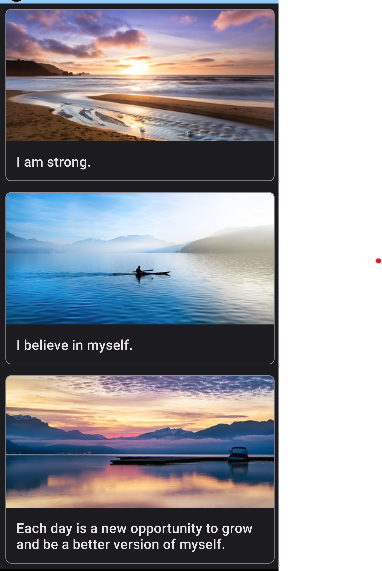 I am strong.
I believe in myself.
Each day is a new opportunity to grow
and be a better version of myself.